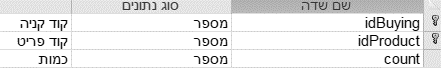 שם שדה סוג נתונים
idBuying מספר קוד קניה
idProduct מספר קוד פריט
count מספר כמות